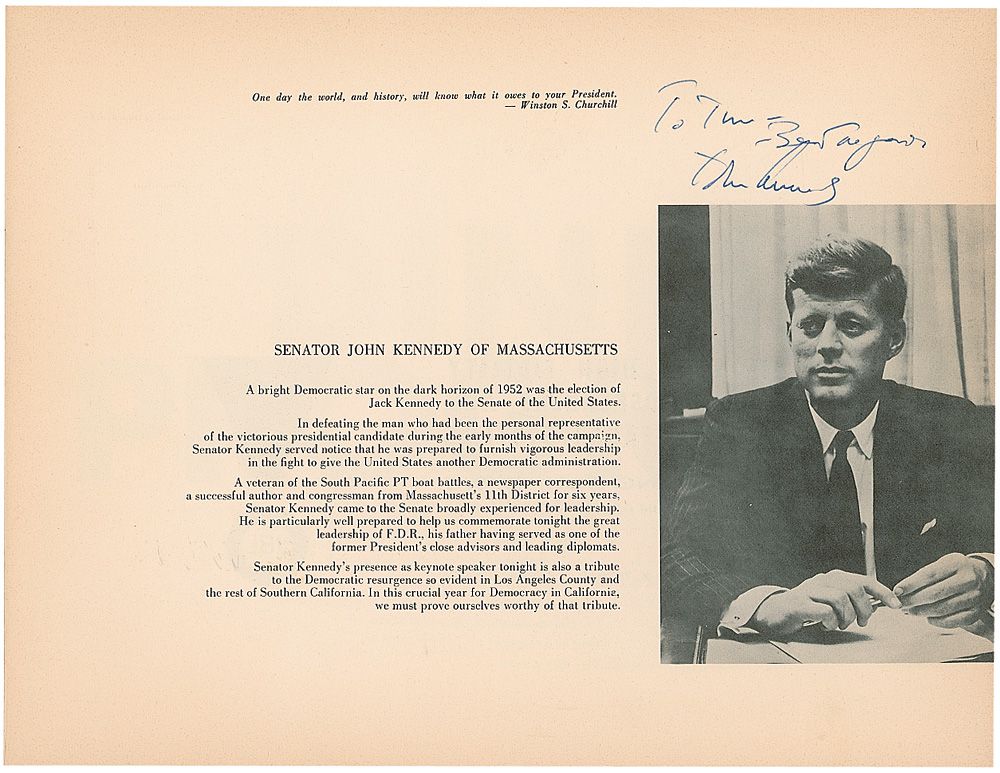 One day the world, and history, will know what it owes to your President.
— Winston S. Churchill
To Tim –
– Best regards
John Kennedy
SENATOR JOHN KENNEDY OF MASSACHUSETTS
A bright Democratic star on the dark horizon of 1952 was the election of
Jack Kennedy to the Senate of the United States.
In defeating the man who had been the personal representative
of the victorious presidential candidate during the early months of the campaign,
Senator Kennedy served notice that he was prepared to furnish vigorous leadership
in the fight to give the United States another Democratic administration.
A veteran of the South Pacific PT boat battles, a newspaper correspondent,
a successful author and congressman from Massachusett's 11th District for six years,
Senator Kennedy came to the Senate broadly experienced for leadership.
He is particularly well prepared to help us commemorate tonight the great
leadership of F.D.R., his father having served as one of the
former President's close advisors and leading diplomats.
Senator Kennedy's presence as keynote speaker tonight is also a tribute
to the Democratic resurgence so evident in Los Angeles County and
the rest of Southern California. In this crucial year for Democracy in California,
we must prove ourselves worthy of that tribute.